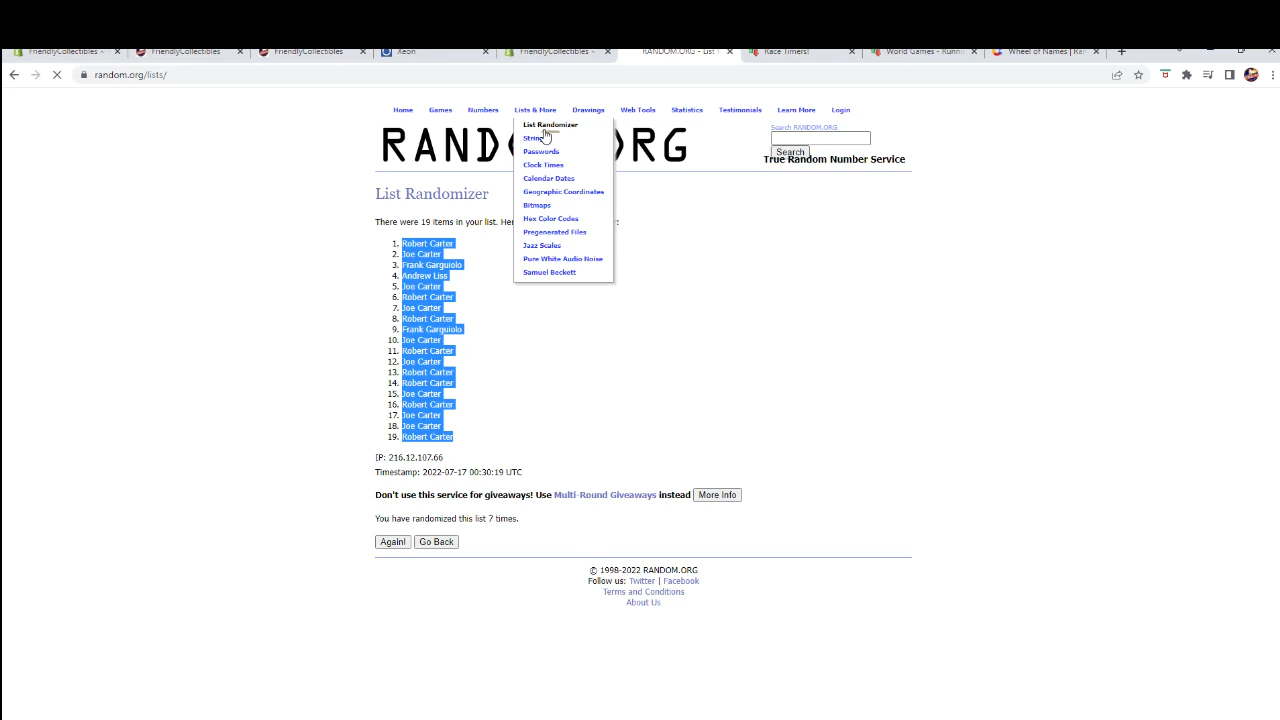 FriendlyCollectibles ~
FriendlyCollectibles
FriendlyCollectibles
Xeon
FriendlyCollectibles ~
RANDOM.ORG - List
Race Timers!
World Games - Runni
Wheel of Names | Ra
random.org/lists/
Home Games Numbers Lists & More Drawings Web Tools Statistics Testimonials Learn More Login
List Randomizer
String
Passwords
Clock Times
Calendar Dates
Geographic Coordinates
Bitmaps
Hex Color Codes
Pregenerated Files
Jazz Scales
Pure White Audio Noise
Samuel Beckett
Search RANDOM.ORG
Search
True Random Number Service
List Randomizer
There were 19 items in your list. Her :
1. Robert Carter
2. Joe Carter
3. Frank Garguiolo
4. Andrew Liss
5. Joe Carter
6. Robert Carter
7. Joe Carter
8. Robert Carter
9. Frank Garguiolo
10. Joe Carter
11. Robert Carter
12. Joe Carter
13. Robert Carter
14. Robert Carter
15. Joe Carter
16. Robert Carter
17. Joe Carter
18. Joe Carter
19. Robert Carter
IP: 216.12.107.66
Timestamp: 2022-07-17 00:30:19 UTC
Don't use this service for giveaways! Use Multi-Round Giveaways instead More Info
You have randomized this list 7 times.
Again! Go Back
© 1998-2022 RANDOM.ORG
Follow us: Twitter | Facebook
Terms and Conditions
About Us